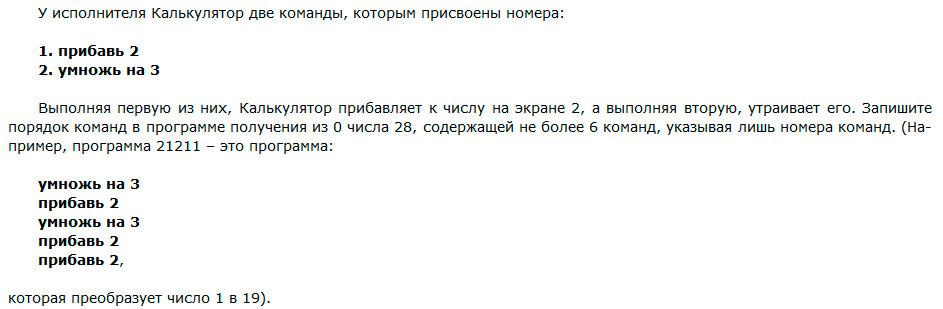 У исполнителя Калькулятор две команды, которым присвоены номера:
1. прибавь 2
2. умножь на 3
Выполняя первую из них, Калькулятор прибавляет к числу на экране 2, а выполняя вторую, утраивает его. Запишите
порядок команд в программе получения из 0 числа 28, содержащей не более 6 команд, указывая лишь номера команд. (На-
пример, программа 21211 – это программа:
умножь на 3
прибавь 2
умножь на 3
прибавь 2
прибавь 2,
которая преобразует число 1 в 19).